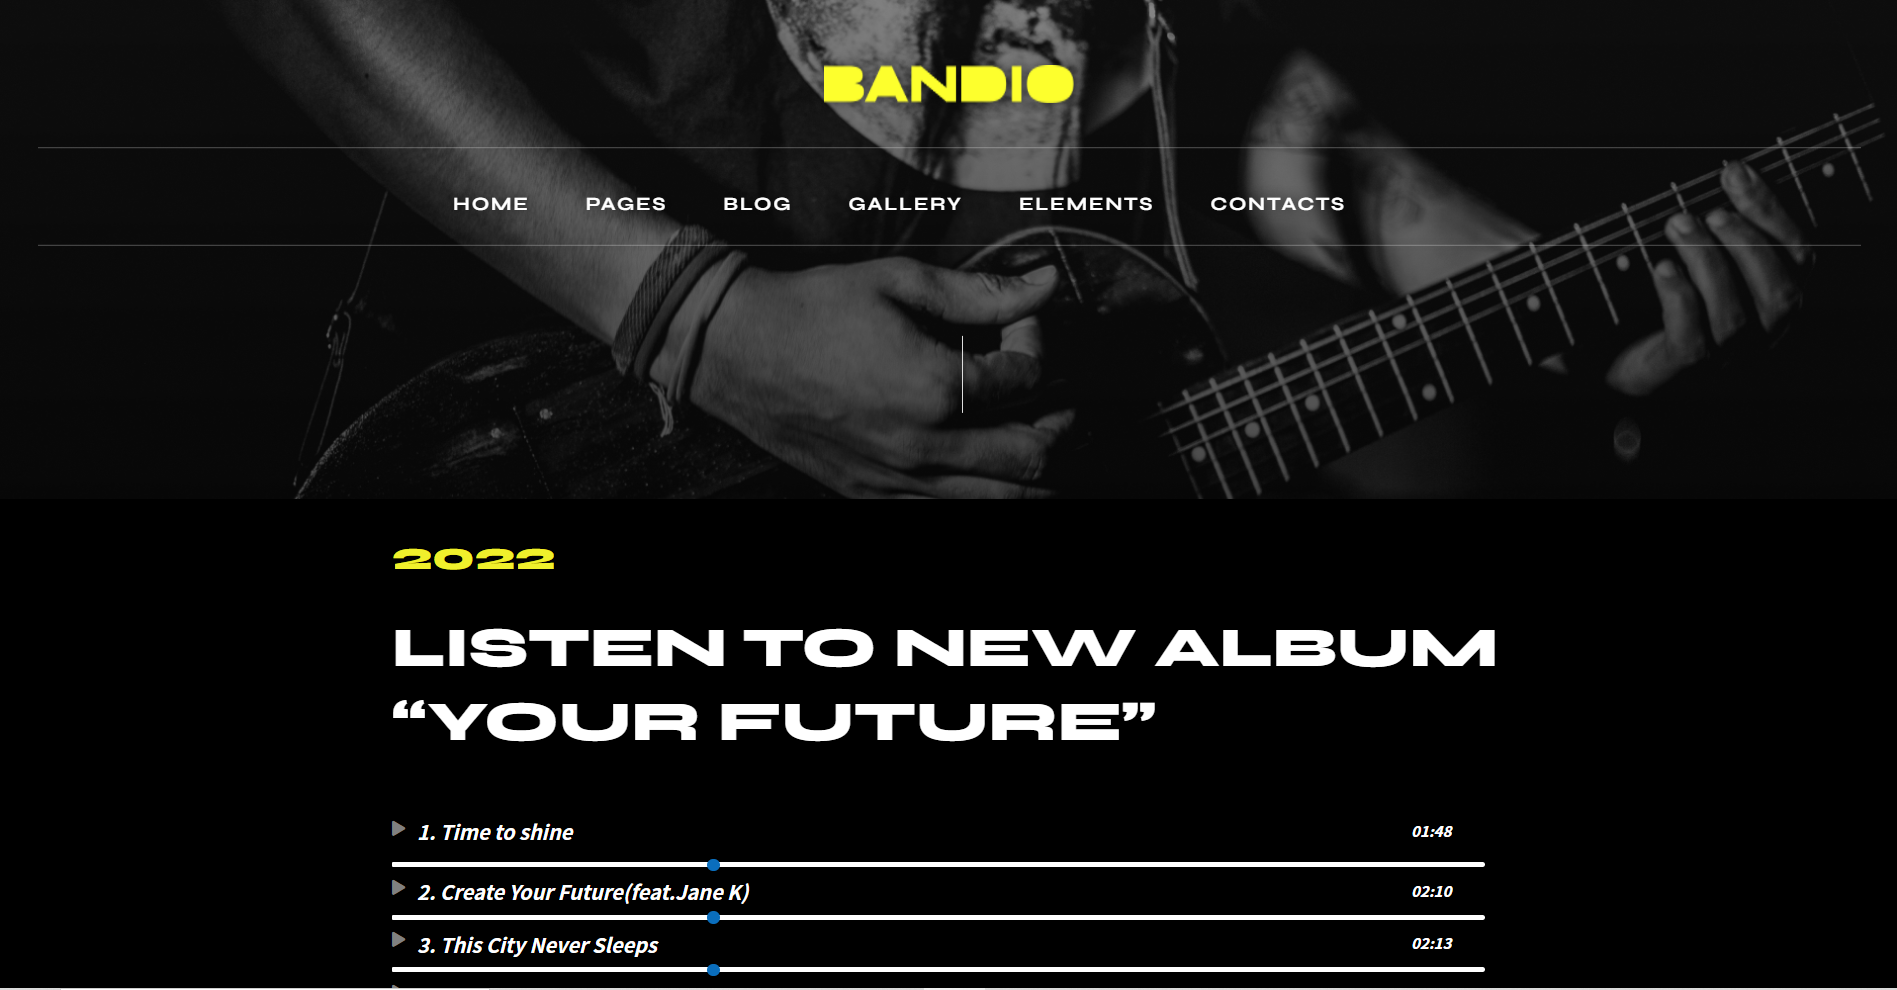 BANDIO
HOME PAGES BLOG GALLERY ELEMENTS CONTACTS
2022
LISTEN TO NEW ALBUM
“YOUR FUTURE”
1. Time to shine 01:48
2. Create Your Future(feat.Jane K) 02:10
3. This City Never Sleeps 02:13